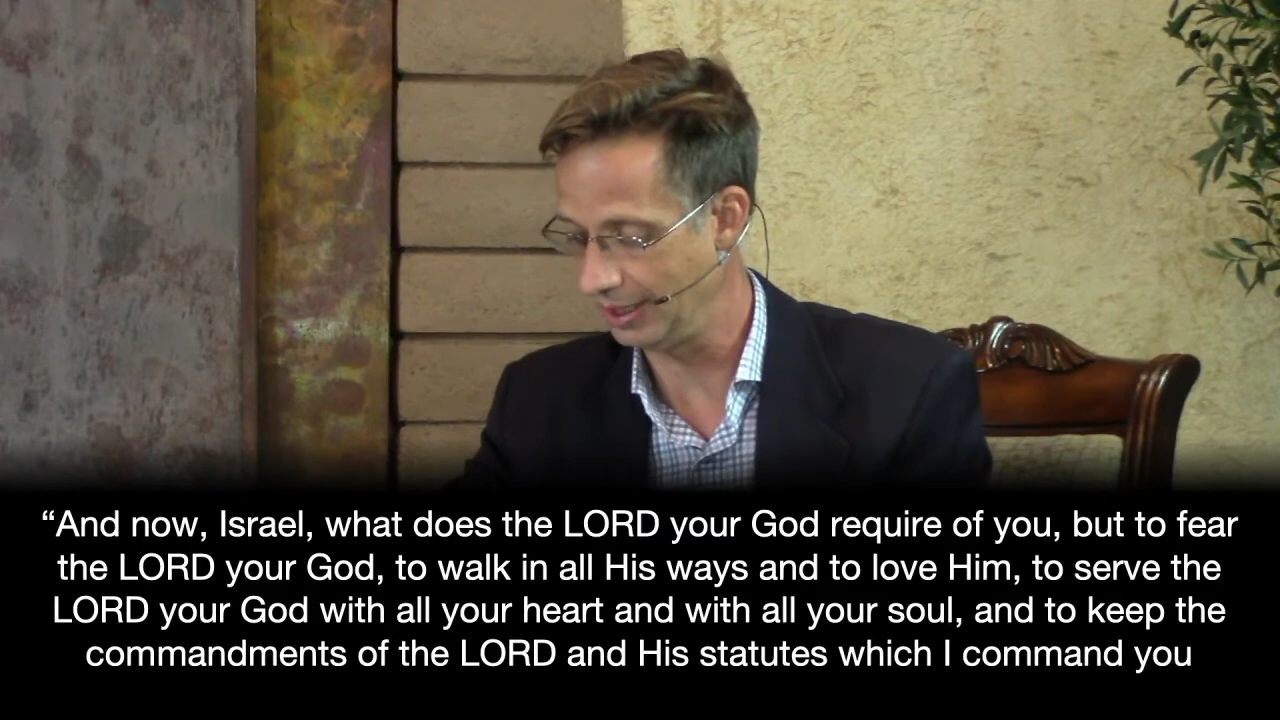 “And now, Israel, what does the LORD your God require of you, but to fear
the LORD your God, to walk in all His ways and to love Him, to serve the
LORD your God with all your heart and with all your soul, and to keep the
commandments of the LORD and His statutes which I command you